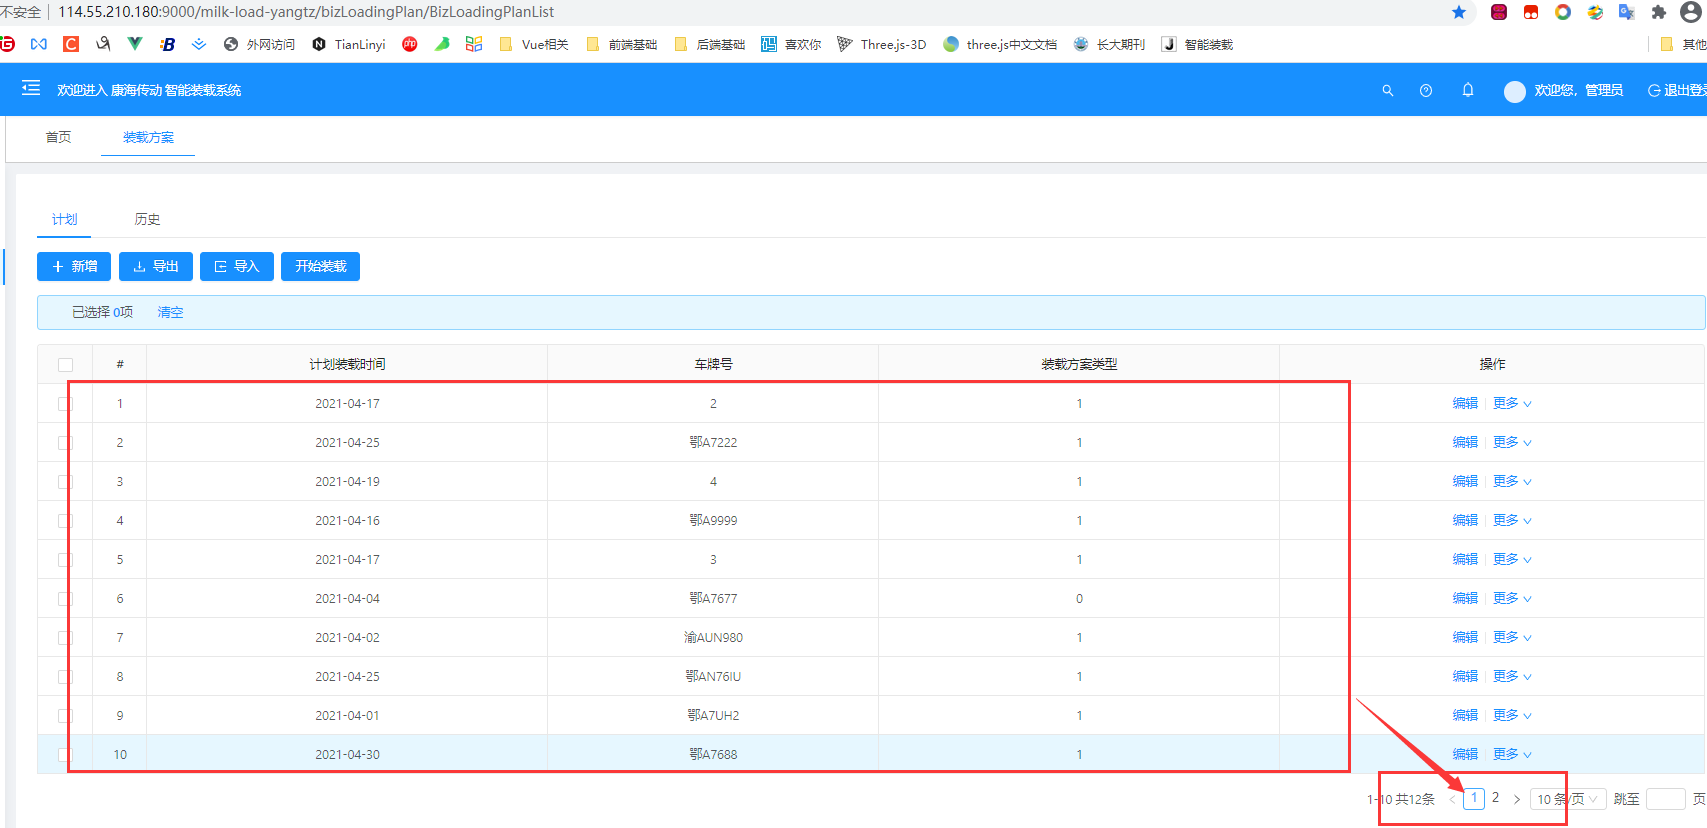 不安全 114.55.210.180:9000/milk-load-yangtz/bizLoadingPlan/BizLoadingPlanList
外网访问 TianLinyi php Vue相关 前端基础 后端基础 喜欢你 Three.js-3D three.js中文文档 长大期刊 智能装载 其他
欢迎进入 康海传动 智能装载系统 欢迎您，管理员 退出登录
首页 装载方案
计划 历史
新增 导出 导入 开始装载
已选择 0项 清空
# 计划装载时间 车牌号 装载方案类型 操作
1 2021-04-17 2 1 编辑 更多
2 2021-04-25 鄂A7222 1 编辑 更多
3 2021-04-19 4 1 编辑 更多
4 2021-04-16 鄂A9999 1 编辑 更多
5 2021-04-17 3 1 编辑 更多
6 2021-04-04 鄂A7677 0 编辑 更多
7 2021-04-02 渝AUN980 1 编辑 更多
8 2021-04-25 鄂AN76IU 1 编辑 更多
9 2021-04-01 鄂A7UH2 1 编辑 更多
10 2021-04-30 鄂A7688 1 编辑 更多
1-10 共12条 < 1 2 > 10 条/页 跳至 页